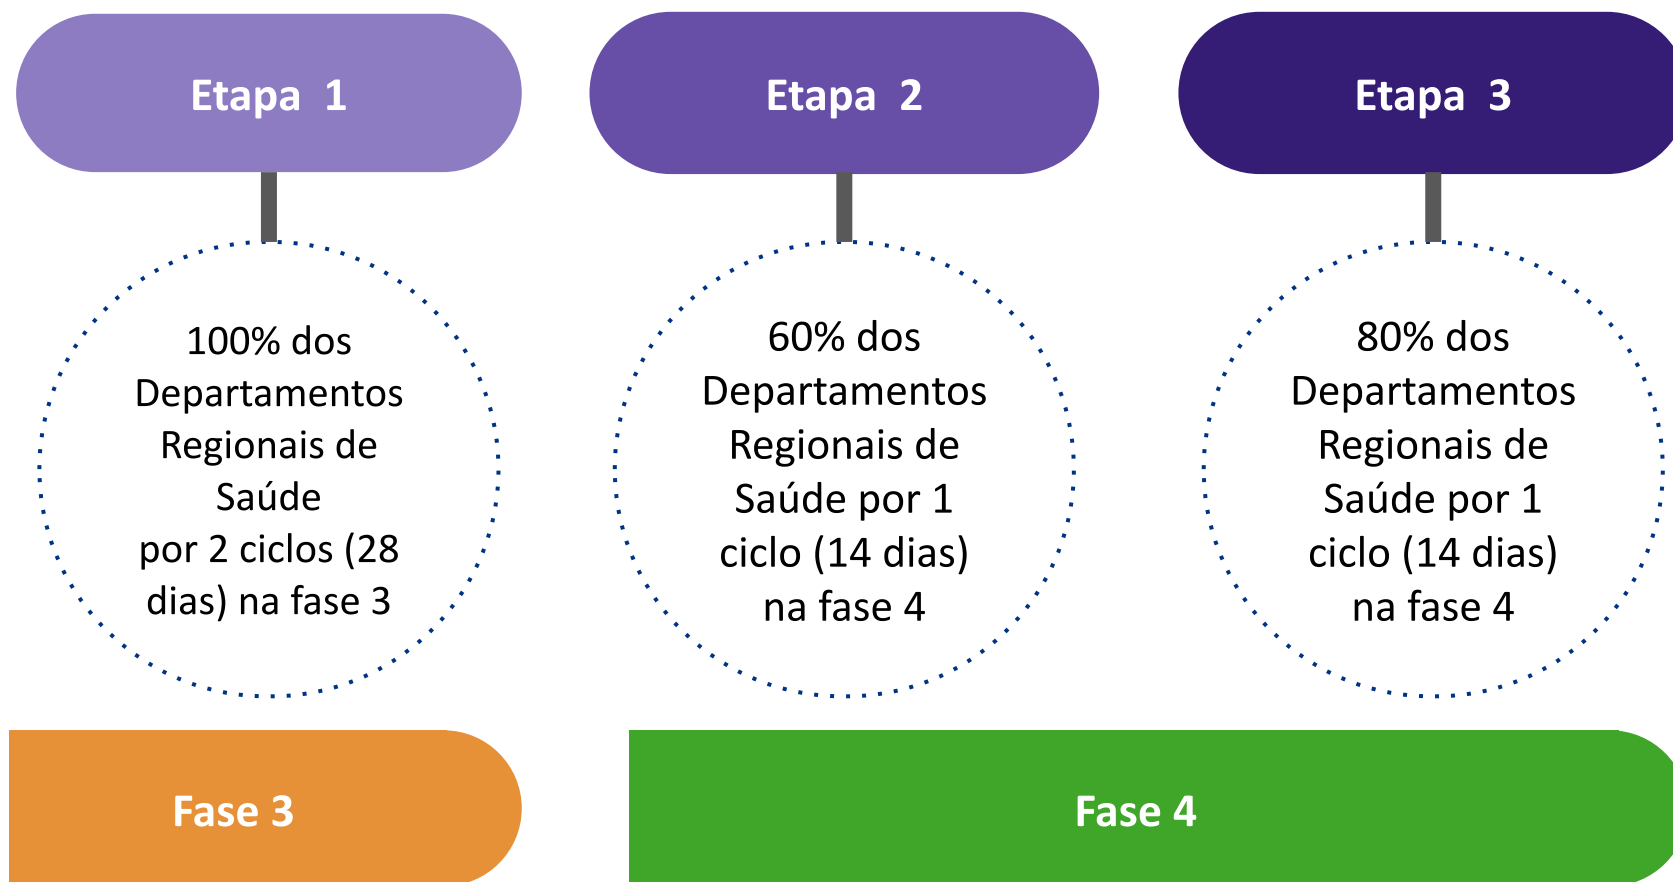 Etapa 1
Etapa 2
Etapa 3
100% dos
Departamentos
Regionais de
Saúde
por 2 ciclos (28
dias) na fase 3
60% dos
Departamentos
Regionais de
Saúde por 1
ciclo (14 dias)
na fase 4
80% dos
Departamentos
Regionais de
Saúde por 1
ciclo (14 dias)
na fase 4
Fase 3
Fase 4